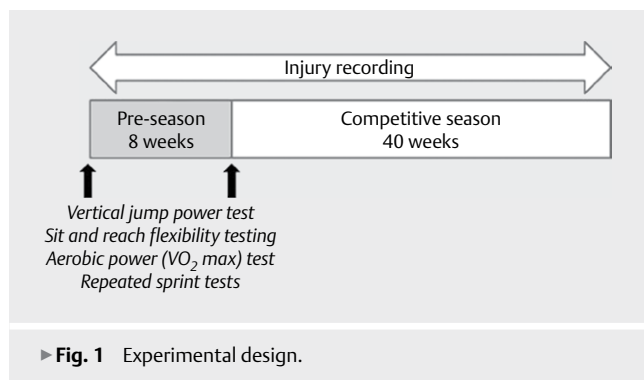 Injury recording
Pre-season
8 weeks
Competitive season
40 weeks
Vertical jump power test
Sit and reach flexibility testing
Aerobic power (VO₂ max) test
Repeated sprint tests
▶Fig. 1 Experimental design.